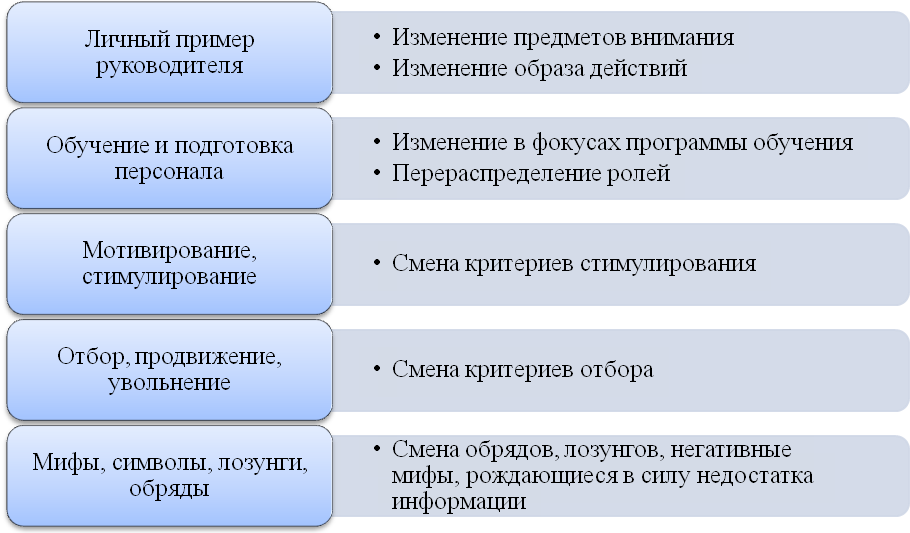 Личный пример
руководителя
• Изменение предметов внимания
• Изменение образа действий
Обучение и подготовка
персонала
• Изменение в фокусах программы обучения
• Перераспределение ролей
Мотивирование,
стимулирование
• Смена критериев стимулирования
Отбор, продвижение,
увольнение
• Смена критериев отбора
Мифы, символы, лозунги,
обряды
• Смена обрядов, лозунгов, негативные
мифы, рождающиеся в силу недостатка
информации